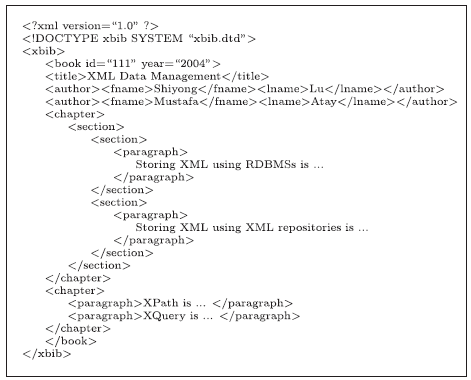 <?xml version=“1.0” ?>
<!DOCTYPE xbib SYSTEM “xbib.dtd”>
<xbib>
<book id=“111” year=“2004”>
<title>XML Data Management</title>
<author><fname>Shiyong</fname><lname>Lu</lname></author>
<author><fname>Mustafa</fname><lname>Atay</lname></author>
<chapter>
<section>
<section>
<paragraph>
Storing XML using RDBMSs is ...
</paragraph>
</section>
<section>
<paragraph>
Storing XML using XML repositories is ...
</paragraph>
</section>
</section>
</chapter>
<chapter>
<paragraph>XPath is ... </paragraph>
<paragraph>XQuery is ... </paragraph>
</chapter>
</book>
</xbib>